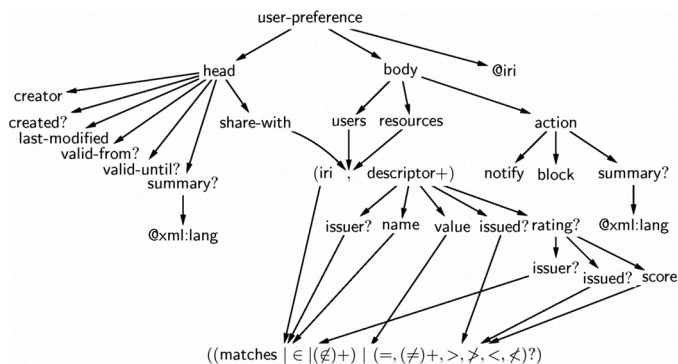 user-preference
head body @iri
creator
created? share-with users resources action
last-modified
valid-from?
valid-until? (iri , descriptor+) notify block summary?
summary?
@xml:lang issuer? name value issued? rating? @xml:lang
issuer? issued? score
((matches | ∈ |(∉)+) | (=,(≠)+,>,≯,<,≮)?)